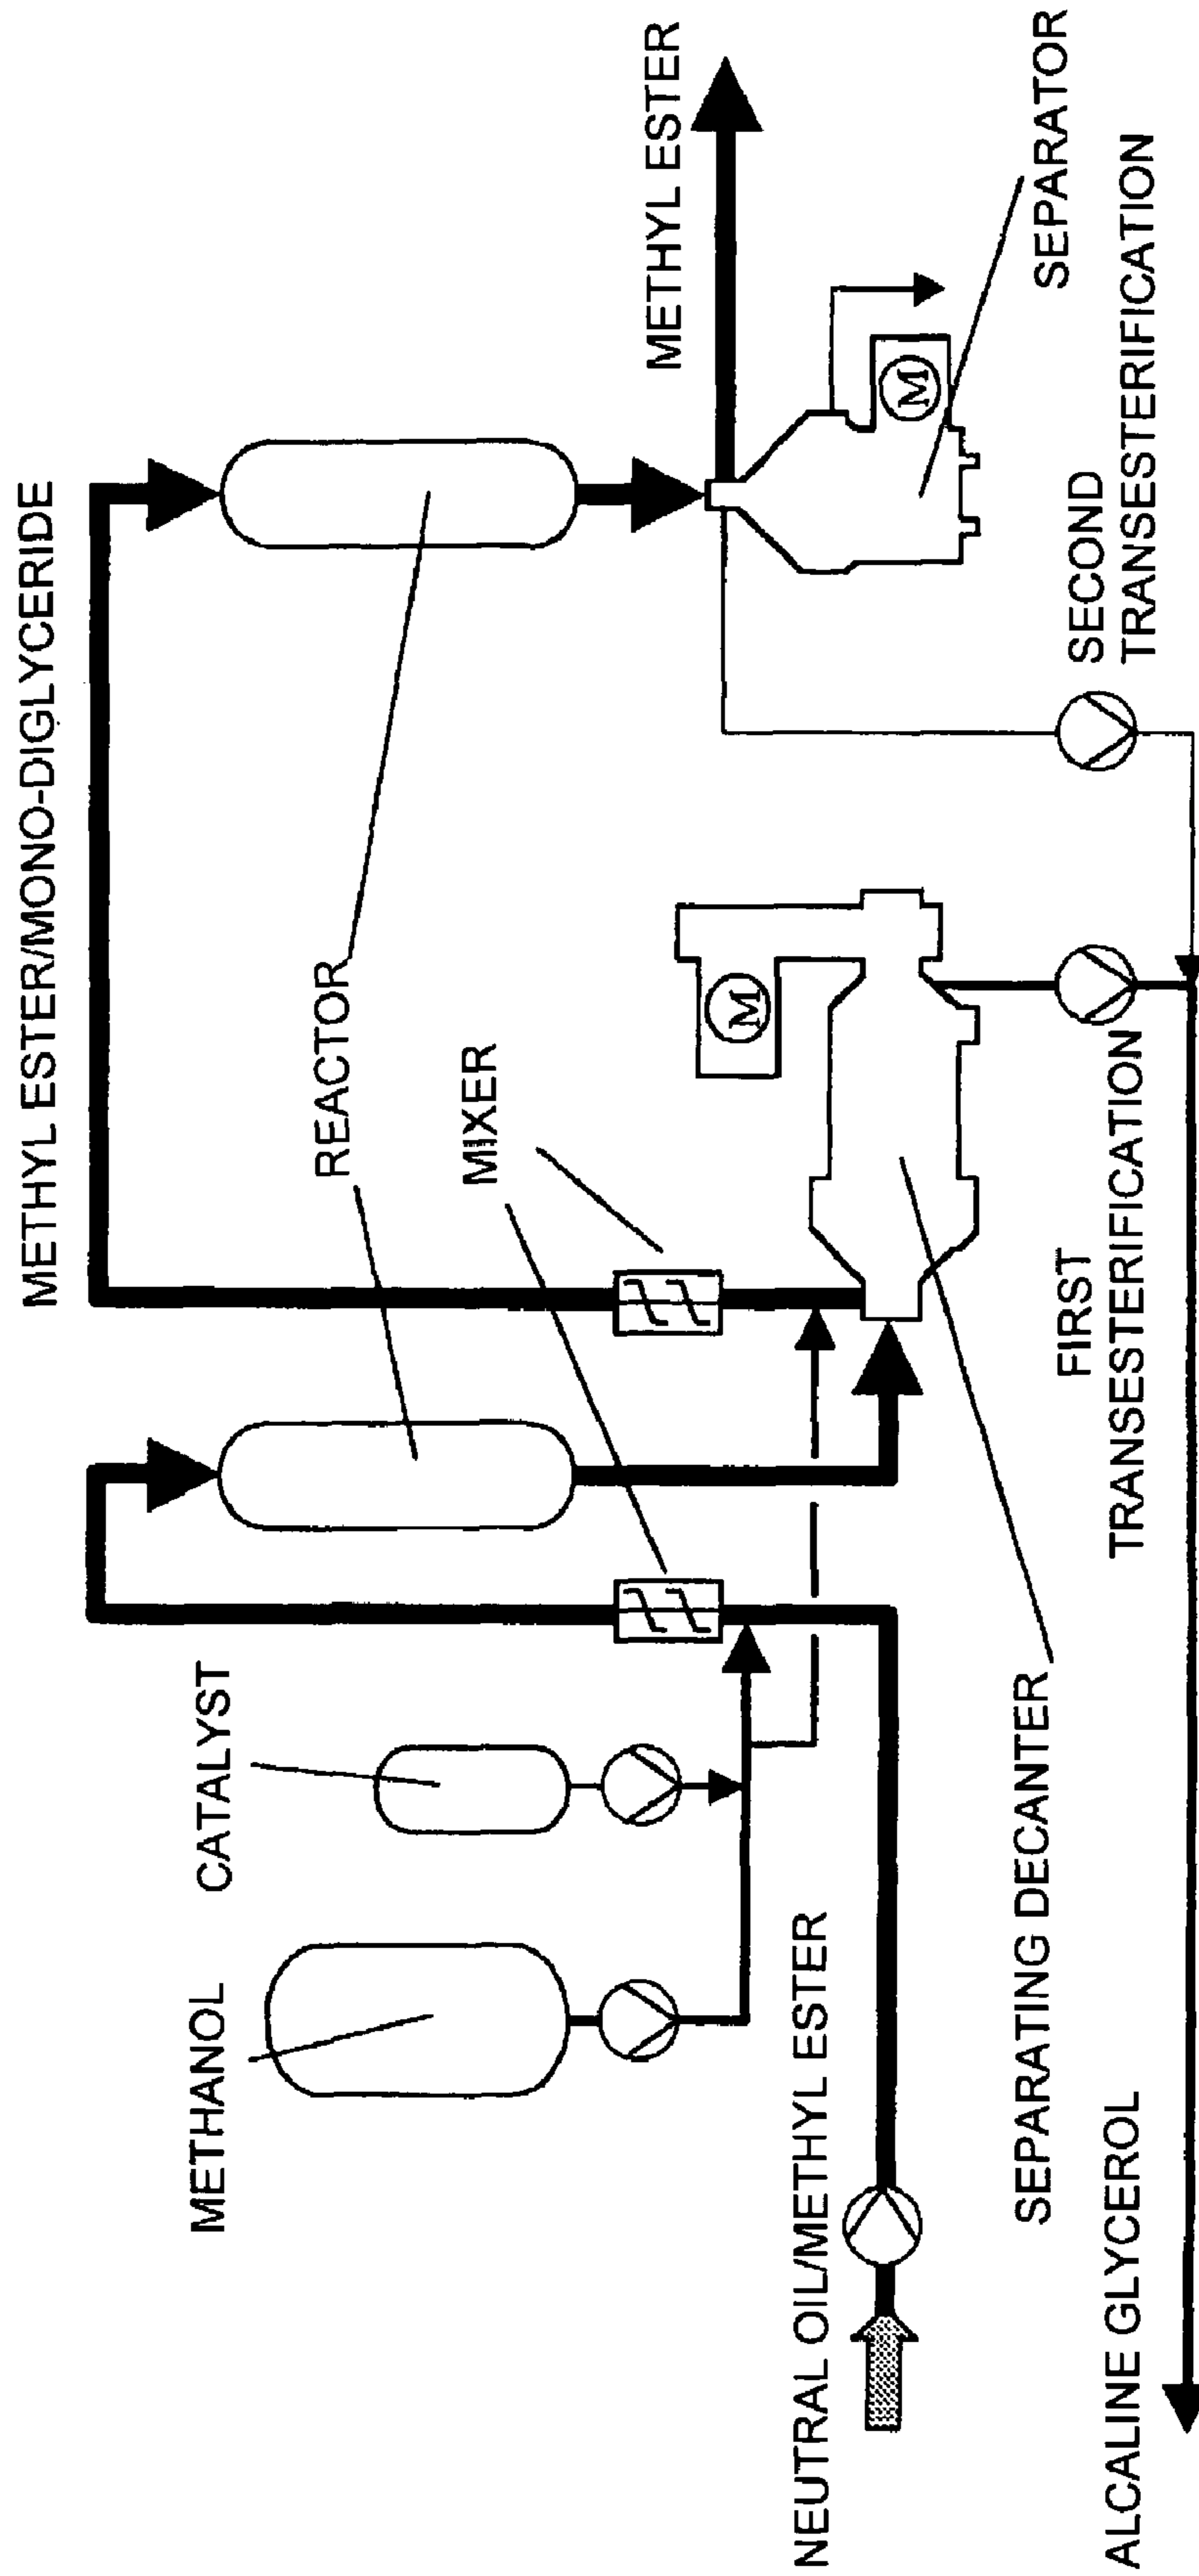 METHYL ESTER/MONO-DIGLYCERIDE
REACTOR
MIXER
CATALYST
METHANOL
METHYL ESTER
M
M
NEUTRAL OIL/METHYL ESTER
SEPARATING DECANTER
SEPARATOR
FIRST
TRANSESTERIFICATION
SECOND
TRANSESTERIFICATION
ALCALINE GLYCEROL